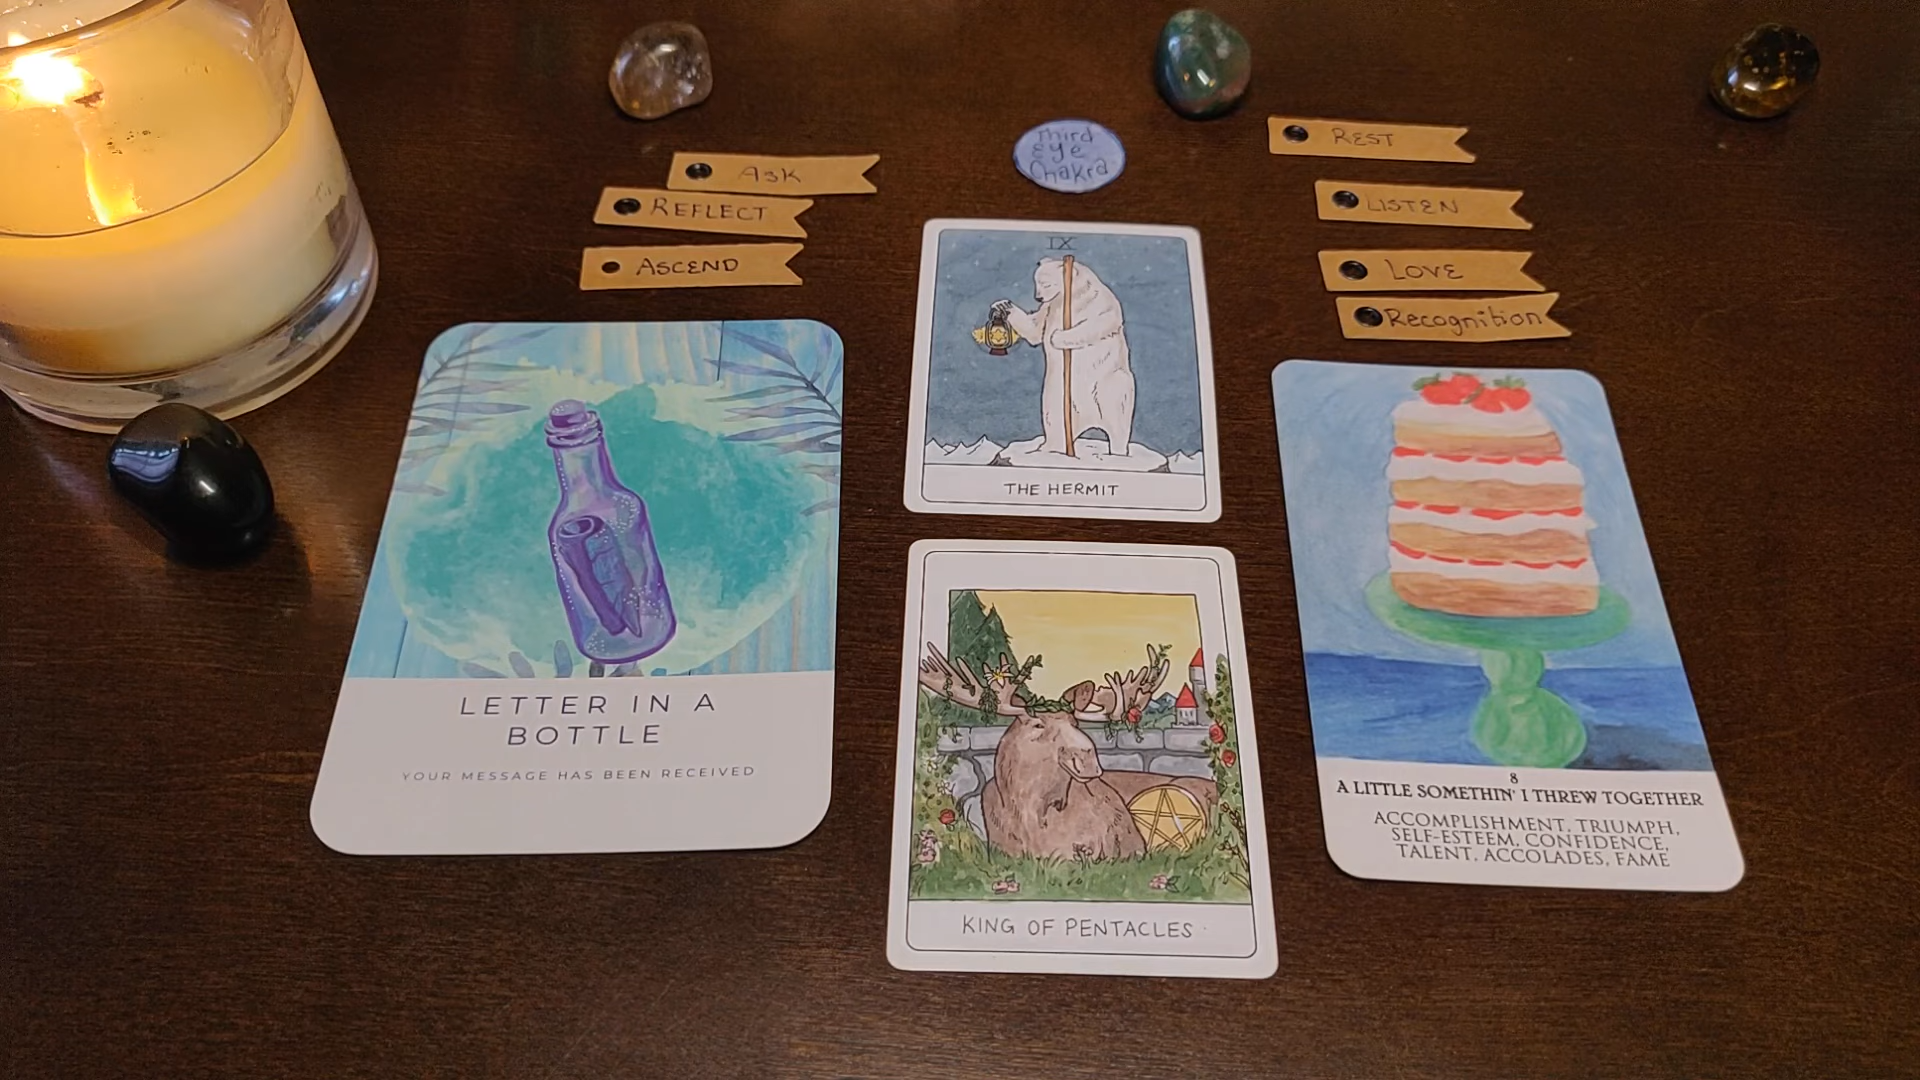 Ask
REFLECT
ASCEND
Third
Eye
Chakra
REST
LISTEN
LOVE
Recognition
LETTER IN A
BOTTLE
YOUR MESSAGE HAS BEEN RECEIVED
IX
THE HERMIT
KING OF PENTACLES
8
A LITTLE SOMETHIN' I THREW TOGETHER
ACCOMPLISHMENT, TRIUMPH,
SELF-ESTEEM, CONFIDENCE,
TALENT, ACCOLADES, FAME